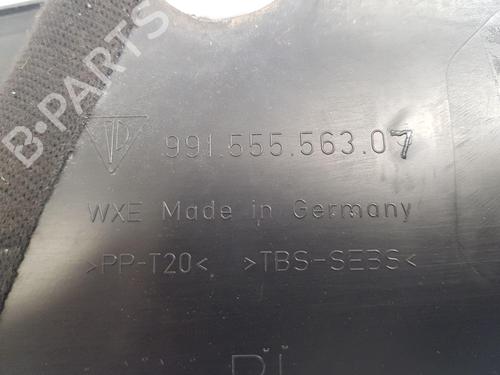 B-PARTS
991.555.563.07
WXE Made in Germany
>PP-T20< >TBS-SEBS<